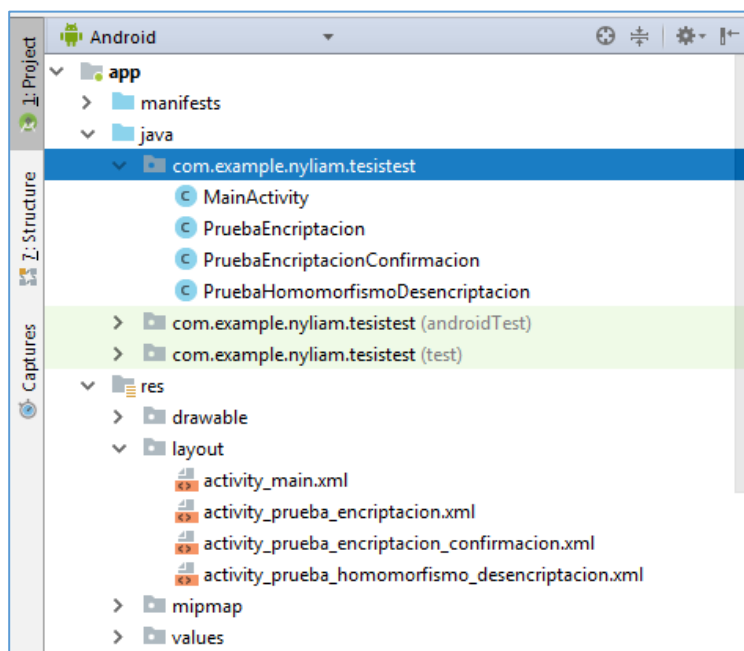 Android
1: Project
7: Structure
Captures
app
manifests
java
com.example.nyliam.tesistest
MainActivity
PruebaEncriptacion
PruebaEncriptacionConfirmacion
PruebaHomomorfismoDesencriptacion
com.example.nyliam.tesistest (androidTest)
com.example.nyliam.tesistest (test)
res
drawable
layout
activity_main.xml
activity_prueba_encriptacion.xml
activity_prueba_encriptacion_confirmacion.xml
activity_prueba_homomorfismo_desencriptacion.xml
mipmap
values